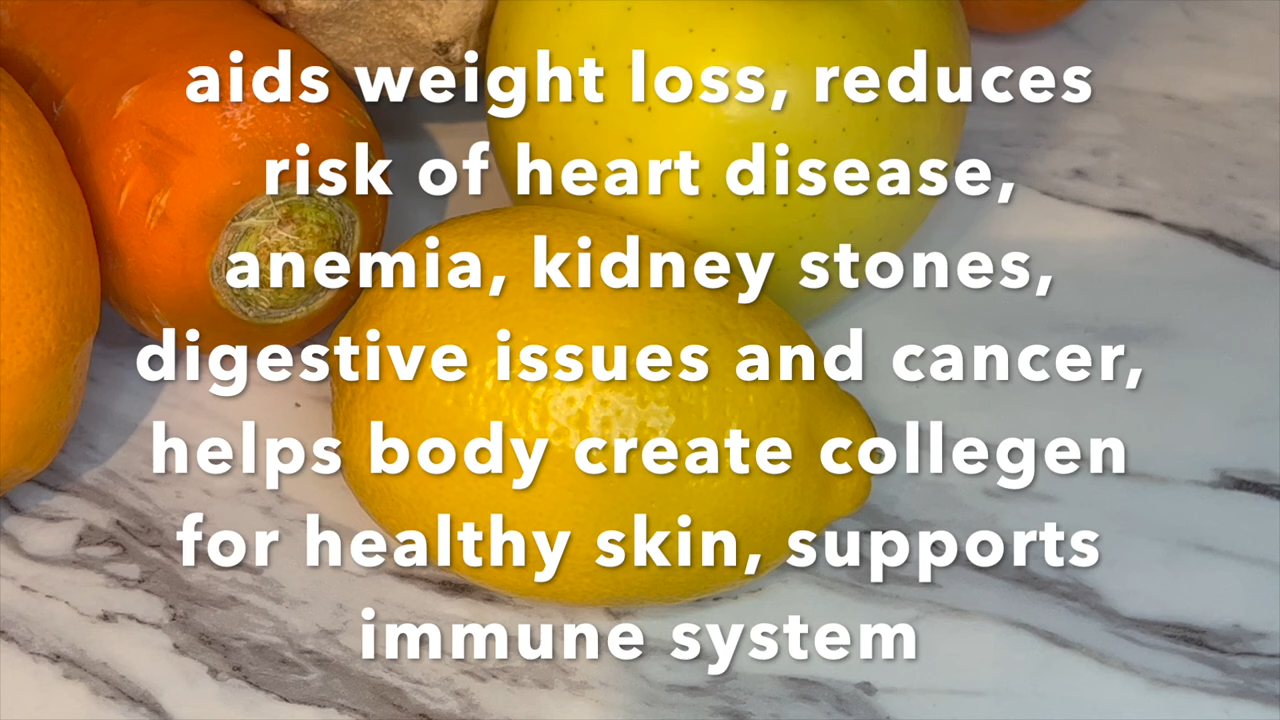 aids weight loss, reduces
risk of heart disease,
anemia, kidney stones,
digestive issues and cancer,
helps body create collegen
for healthy skin, supports
immune system